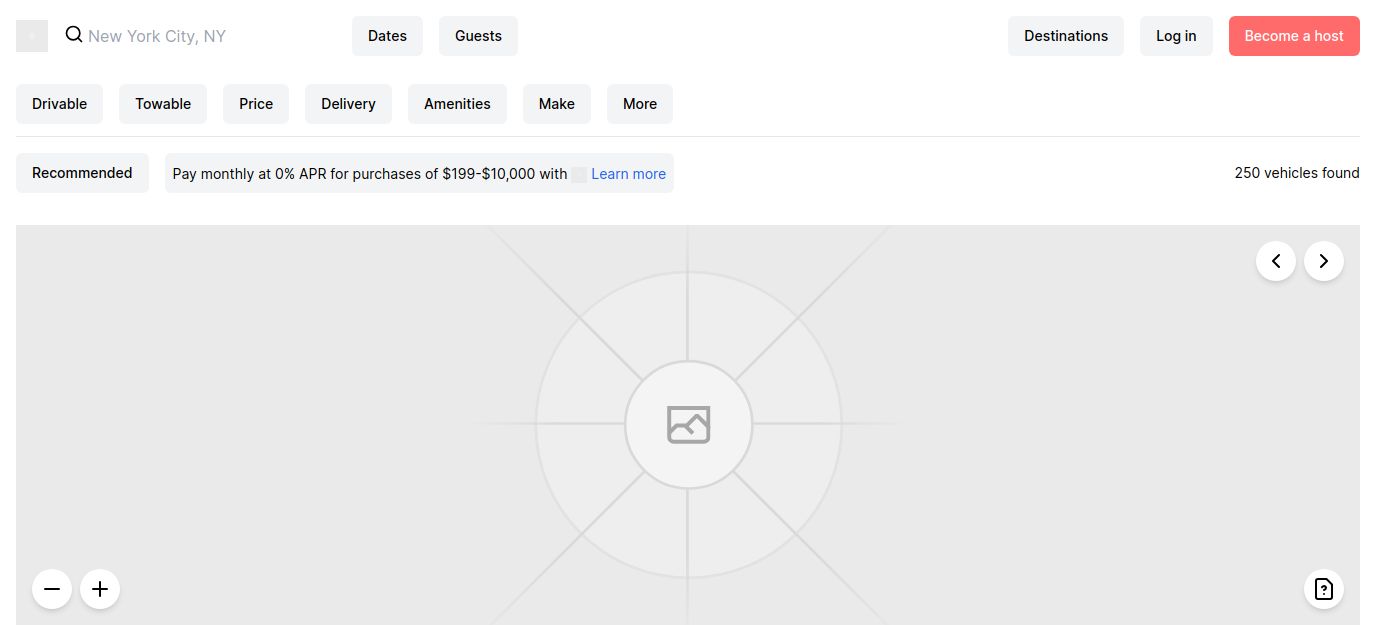 New York City, NY Dates Guests Destinations Log in Become a host
Drivable Towable Price Delivery Amenities Make More
Recommended Pay monthly at 0% APR for purchases of $199-$10,000 with Learn more 250 vehicles found
?